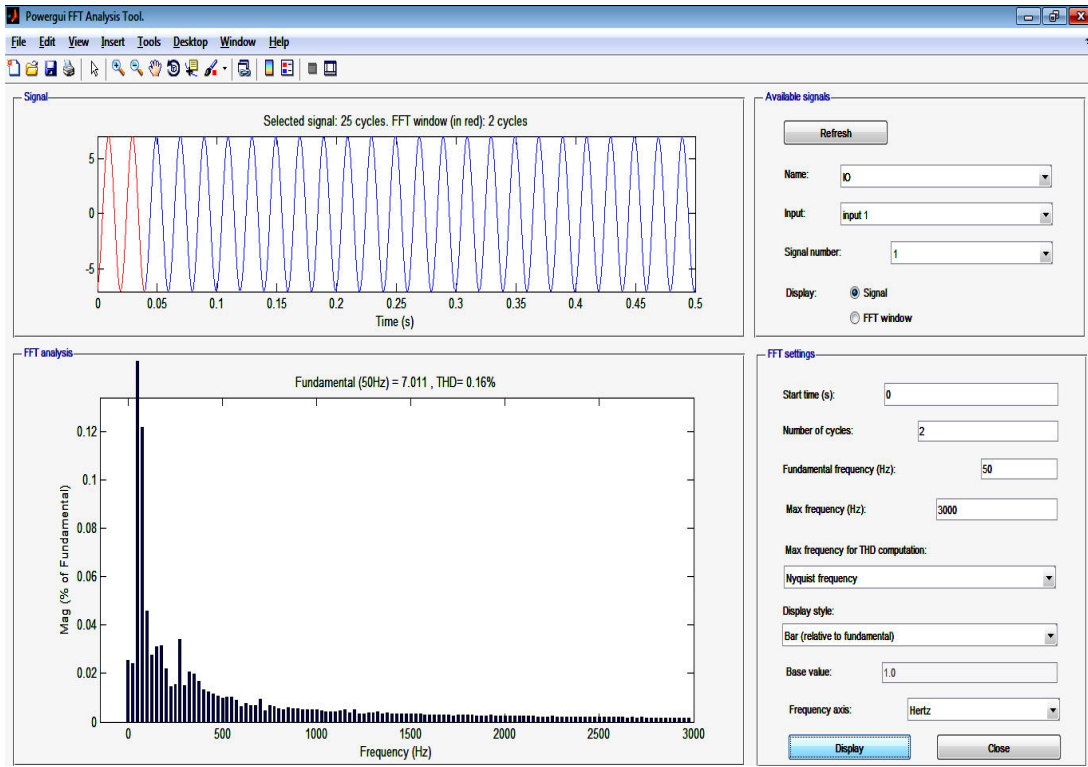 Powergui FFT Analysis Tool.
File Edit View Insert Tools Desktop Window Help
Signal
Selected signal: 25 cycles. FFT window (in red): 2 cycles
5
0
-5
0 0.05 0.1 0.15 0.2 0.25 0.3 0.35 0.4 0.45 0.5
Time (s)
Available signals
Refresh
Name: IO
Input: input 1
Signal number: 1
Display: Signal
FFT window
FFT analysis
Fundamental (50Hz) = 7.011 , THD= 0.16%
Mag (% of Fundamental)
0.12
0.1
0.08
0.06
0.04
0.02
0
0 500 1000 1500 2000 2500 3000
Frequency (Hz)
FFT settings
Start time (s): 0
Number of cycles: 2
Fundamental frequency (Hz): 50
Max frequency (Hz): 3000
Max frequency for THD computation:
Nyquist frequency
Display style:
Bar (relative to fundamental)
Base value: 1.0
Frequency axis: Hertz
Display Close